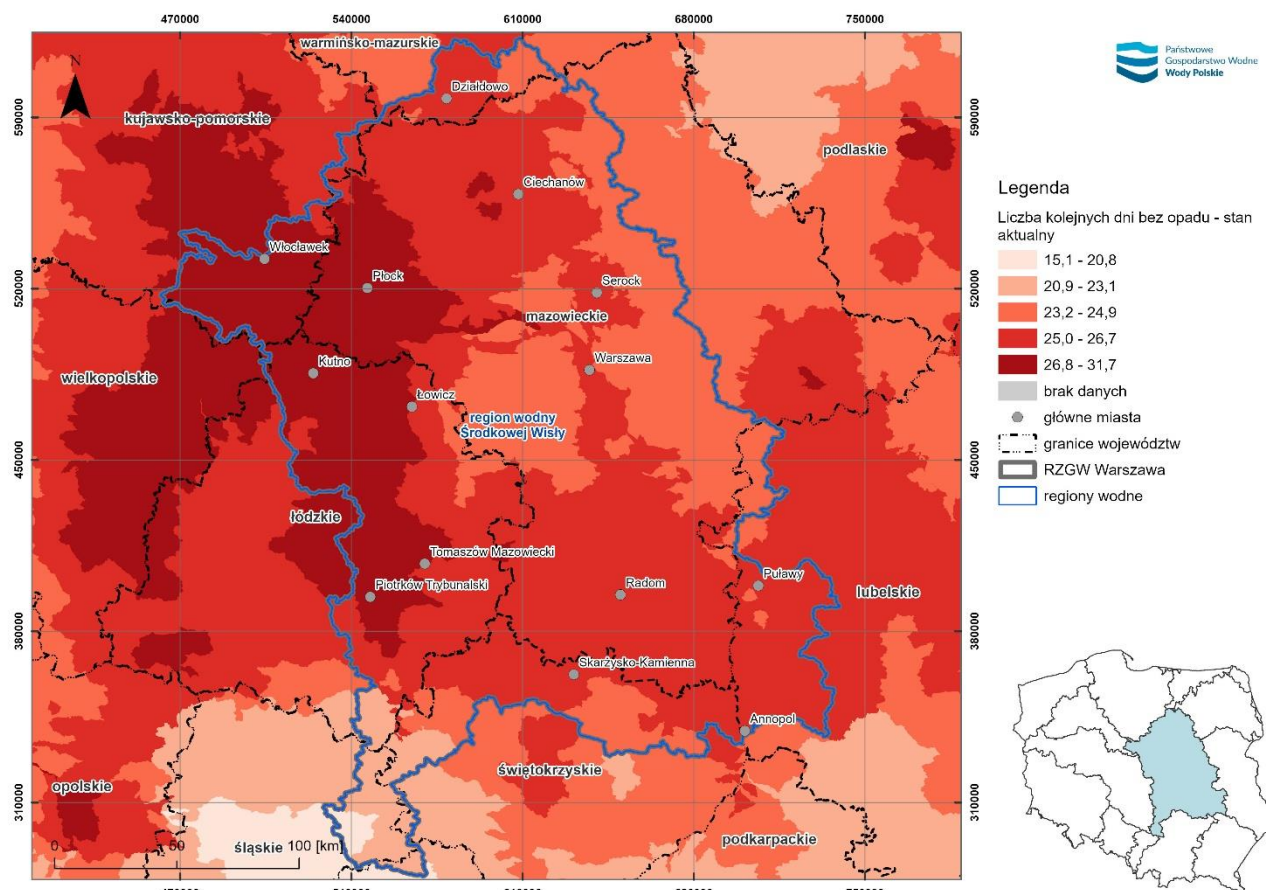 470000 540000 610000 680000 750000
warmińsko-mazurskie
N
Działdowo
590000 590000
kujawsko-pomorskie
podlaskie
Ciechanów
Włocławek
Płock
Serock
520000 520000
mazowieckie
Warszawa
Kutno
wielkopolskie
Łowicz
region wodny
Środkowej Wisły
450000 450000
łódzkie
Tomaszów Mazowiecki
Piotrków Trybunalski
Radom
Puławy
lubelskie
380000 380000
Skarżysko-Kamienna
Annopol
świętokrzyskie
opolskie
310000 310000
podkarpackie
śląskie
0 50 100 [km]
470000 540000 610000 680000 750000
Państwowe
Gospodarstwo Wodne
Wody Polskie
Legenda
Liczba kolejnych dni bez opadu - stan
aktualny
15,1 - 20,8
20,9 - 23,1
23,2 - 24,9
25,0 - 26,7
26,8 - 31,7
brak danych
główne miasta
granice województw
RZGW Warszawa
regiony wodne